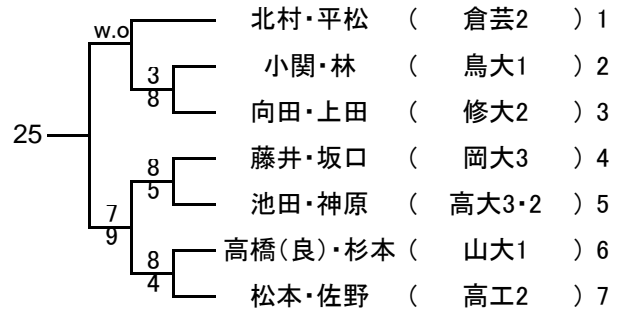 北村・平松 ( 倉芸2 ) 1
w.o
小関・林 ( 鳥大1 ) 2
3
8
向田・上田 ( 修大2 ) 3
25
藤井・坂口 ( 岡大3 ) 4
8
5
池田・神原 ( 高大3・2 ) 5
7
9
高橋(良)・杉本 ( 山大1 ) 6
8
4
松本・佐野 ( 高工2 ) 7